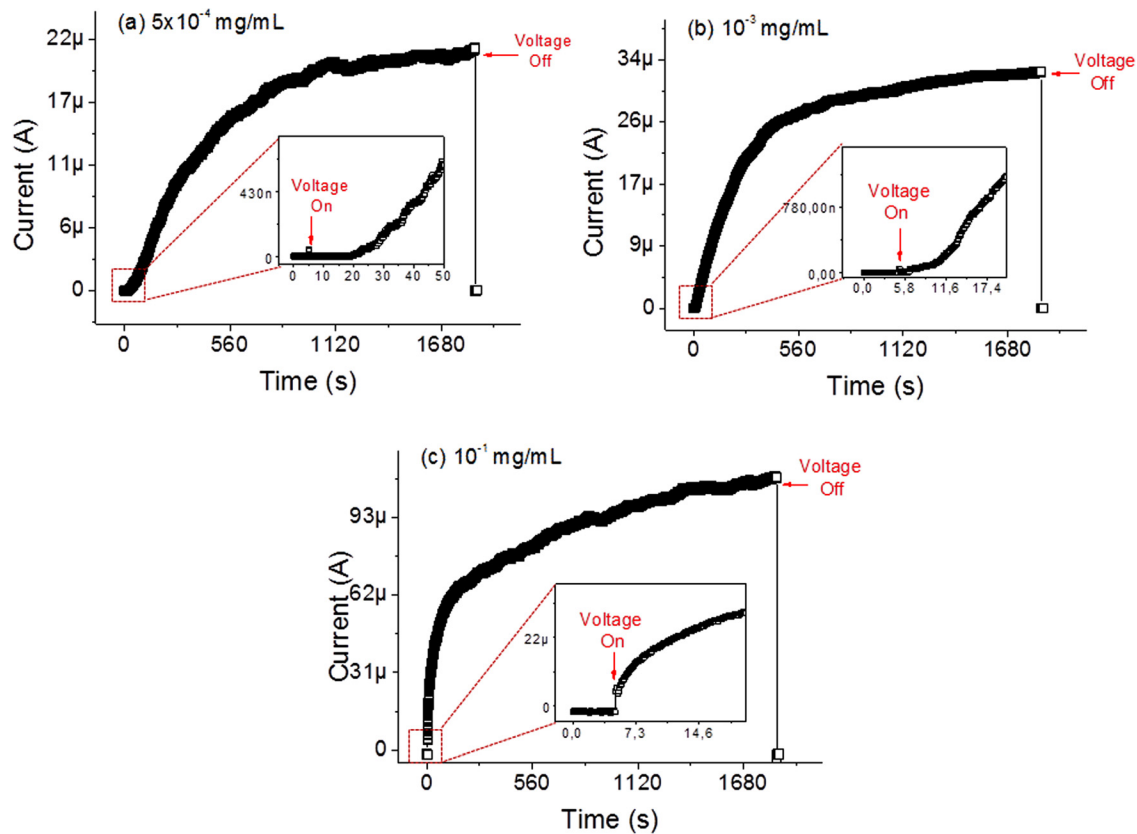 (a) 5x10⁻⁴ mg/mL
22µ
17µ
11µ
6µ
0
Current (A)
Voltage
Off
430n
0
Voltage
On
0 10 20 30 40 50
0 560 1120 1680
Time (s)
(b) 10⁻³ mg/mL
34µ
26µ
17µ
9µ
0
Current (A)
Voltage
Off
780,00n
0,00
Voltage
On
0,0 5,8 11,6 17,4
0 560 1120 1680
Time (s)
(c) 10⁻¹ mg/mL
93µ
62µ
31µ
0
Current (A)
Voltage
Off
22µ
0
Voltage
On
0,0 7,3 14,6
0 560 1120 1680
Time (s)